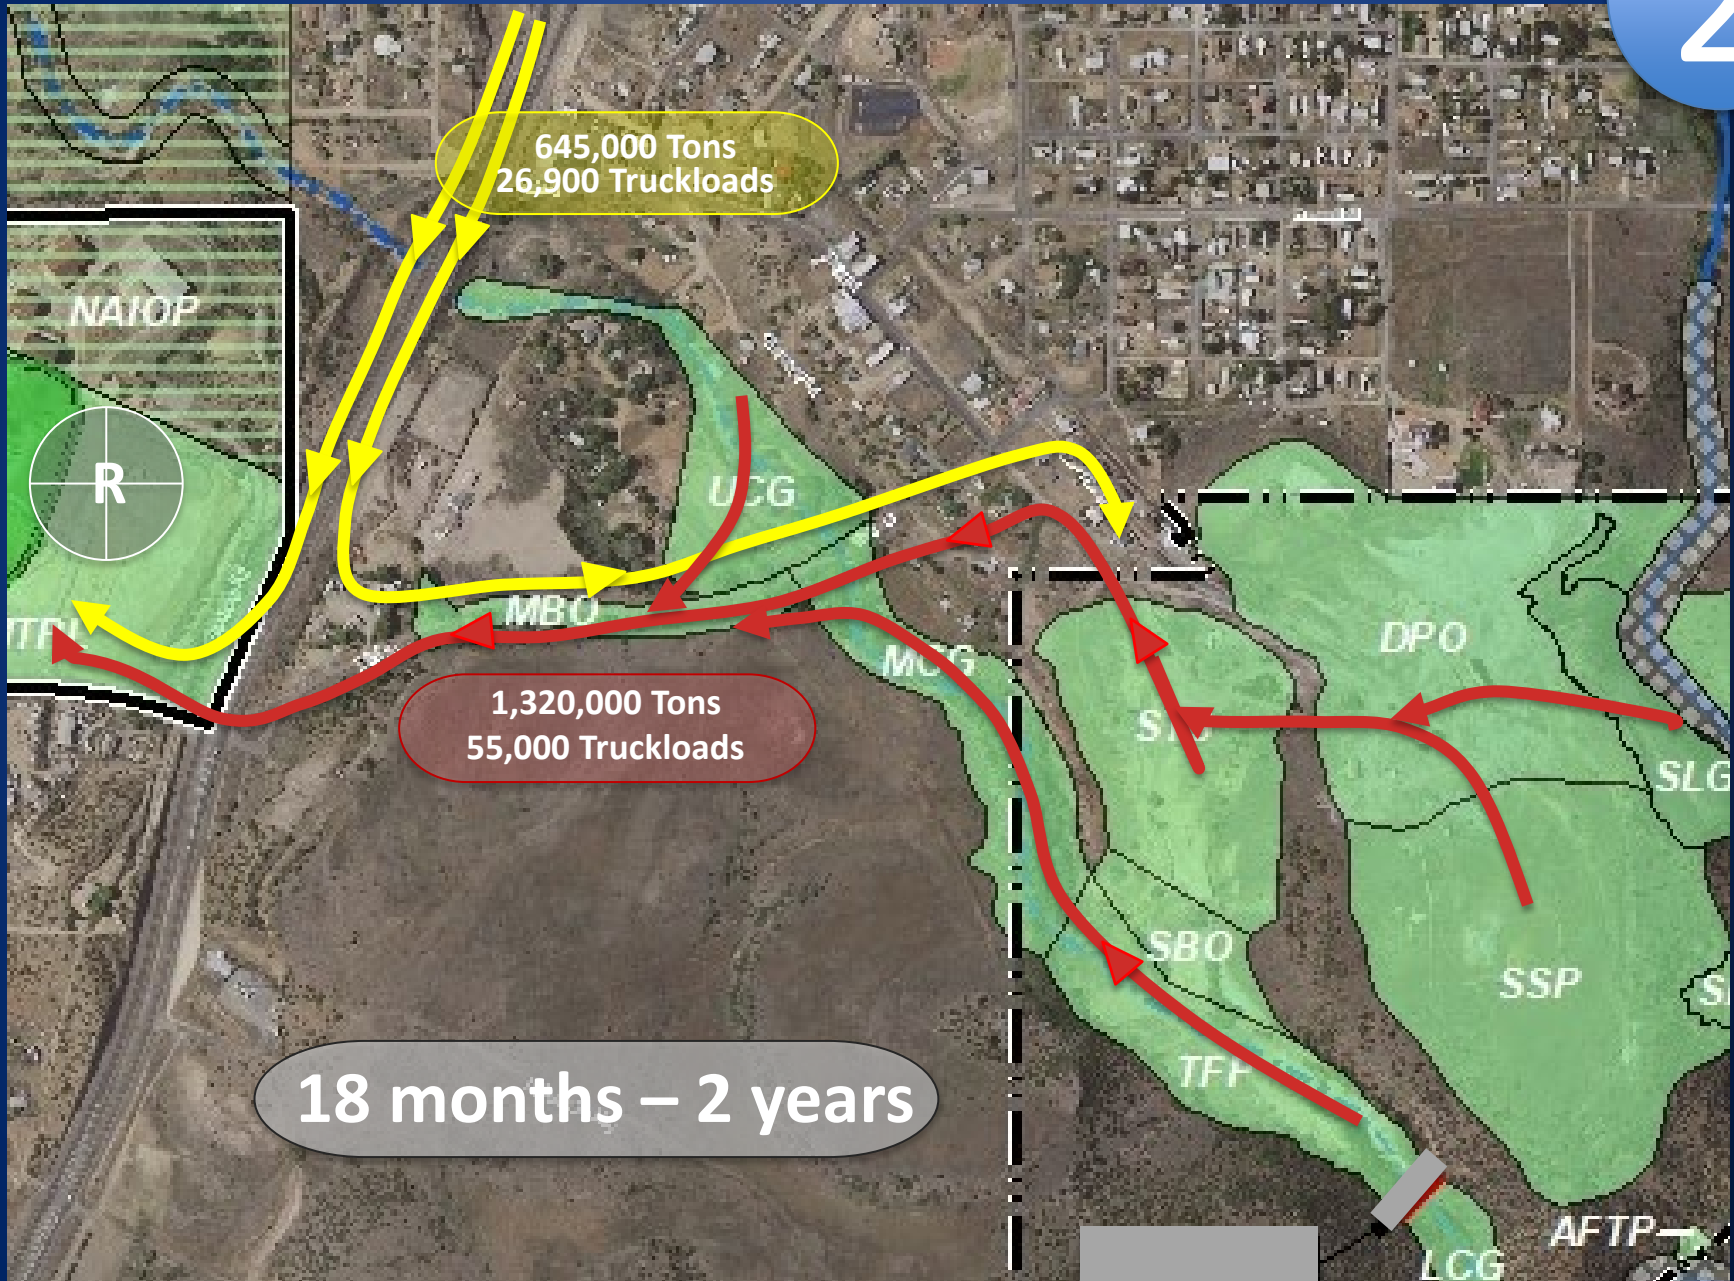 2
645,000 Tons
26,900 Truckloads
NAIOP
R
UCG
MBO
DPO
MCG
1,320,000 Tons
55,000 Truckloads
SLG
SBO
SSP
TFF
18 months – 2 years
AFTP
LCG